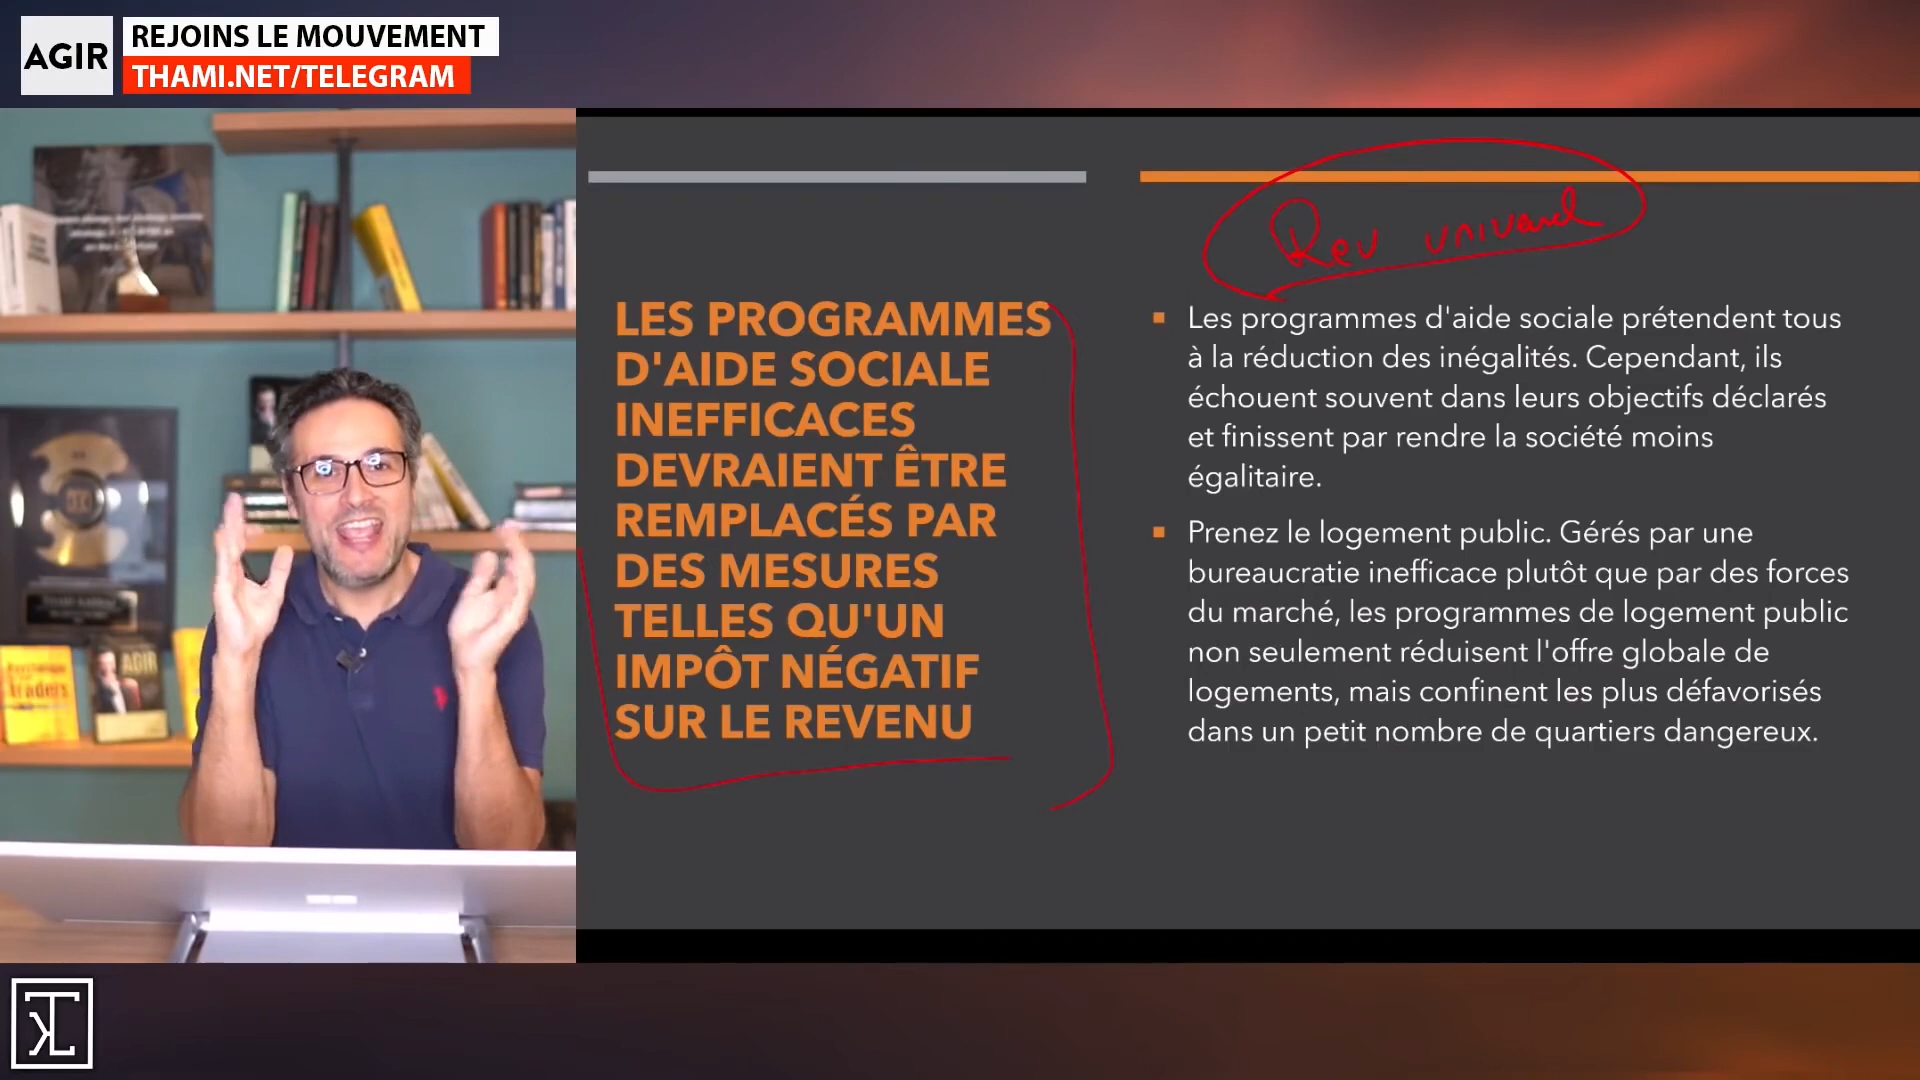 AGIR
REJOINS LE MOUVEMENT
THAMI.NET/TELEGRAM
AGIR
traders
Rev
LES PROGRAMMES
D'AIDE SOCIALE
INEFFICACES
DEVRAIENT ÊTRE
REMPLACÉS PAR
DES MESURES
TELLES QU'UN
IMPÔT NÉGATIF
SUR LE REVENU
Les programmes d'aide sociale prétendent tous
à la réduction des inégalités. Cependant, ils
échouent souvent dans leurs objectifs déclarés
et finissent par rendre la société moins
égalitaire.
Prenez le logement public. Gérés par une
bureaucratie inefficace plutôt que par des forces
du marché, les programmes de logement public
non seulement réduisent l'offre globale de
logements, mais confinent les plus défavorisés
dans un petit nombre de quartiers dangereux.